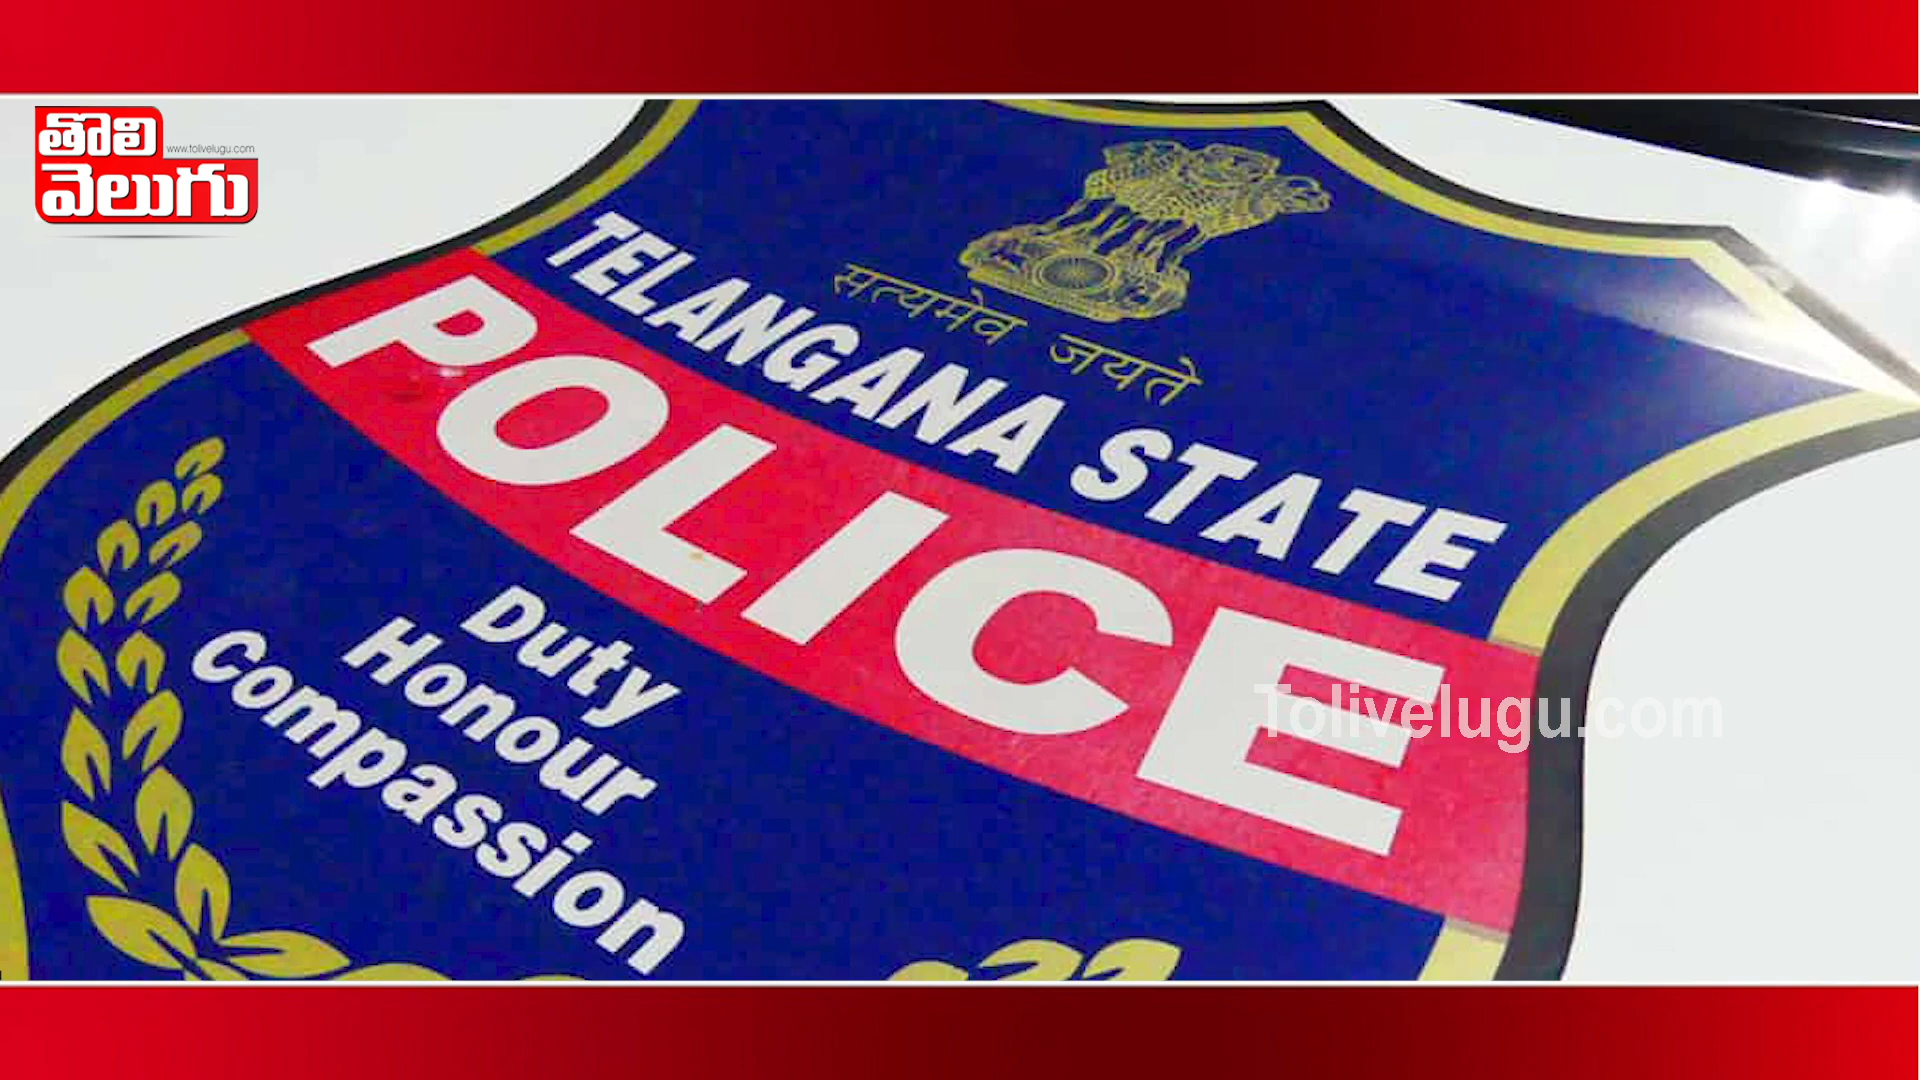 తొలి
వెలుగు
www.tolivelugu.com
सत्यमेव जयते
TELANGANA STATE
POLICE
Duty
Honour
Compassion
Tolivelugu.com